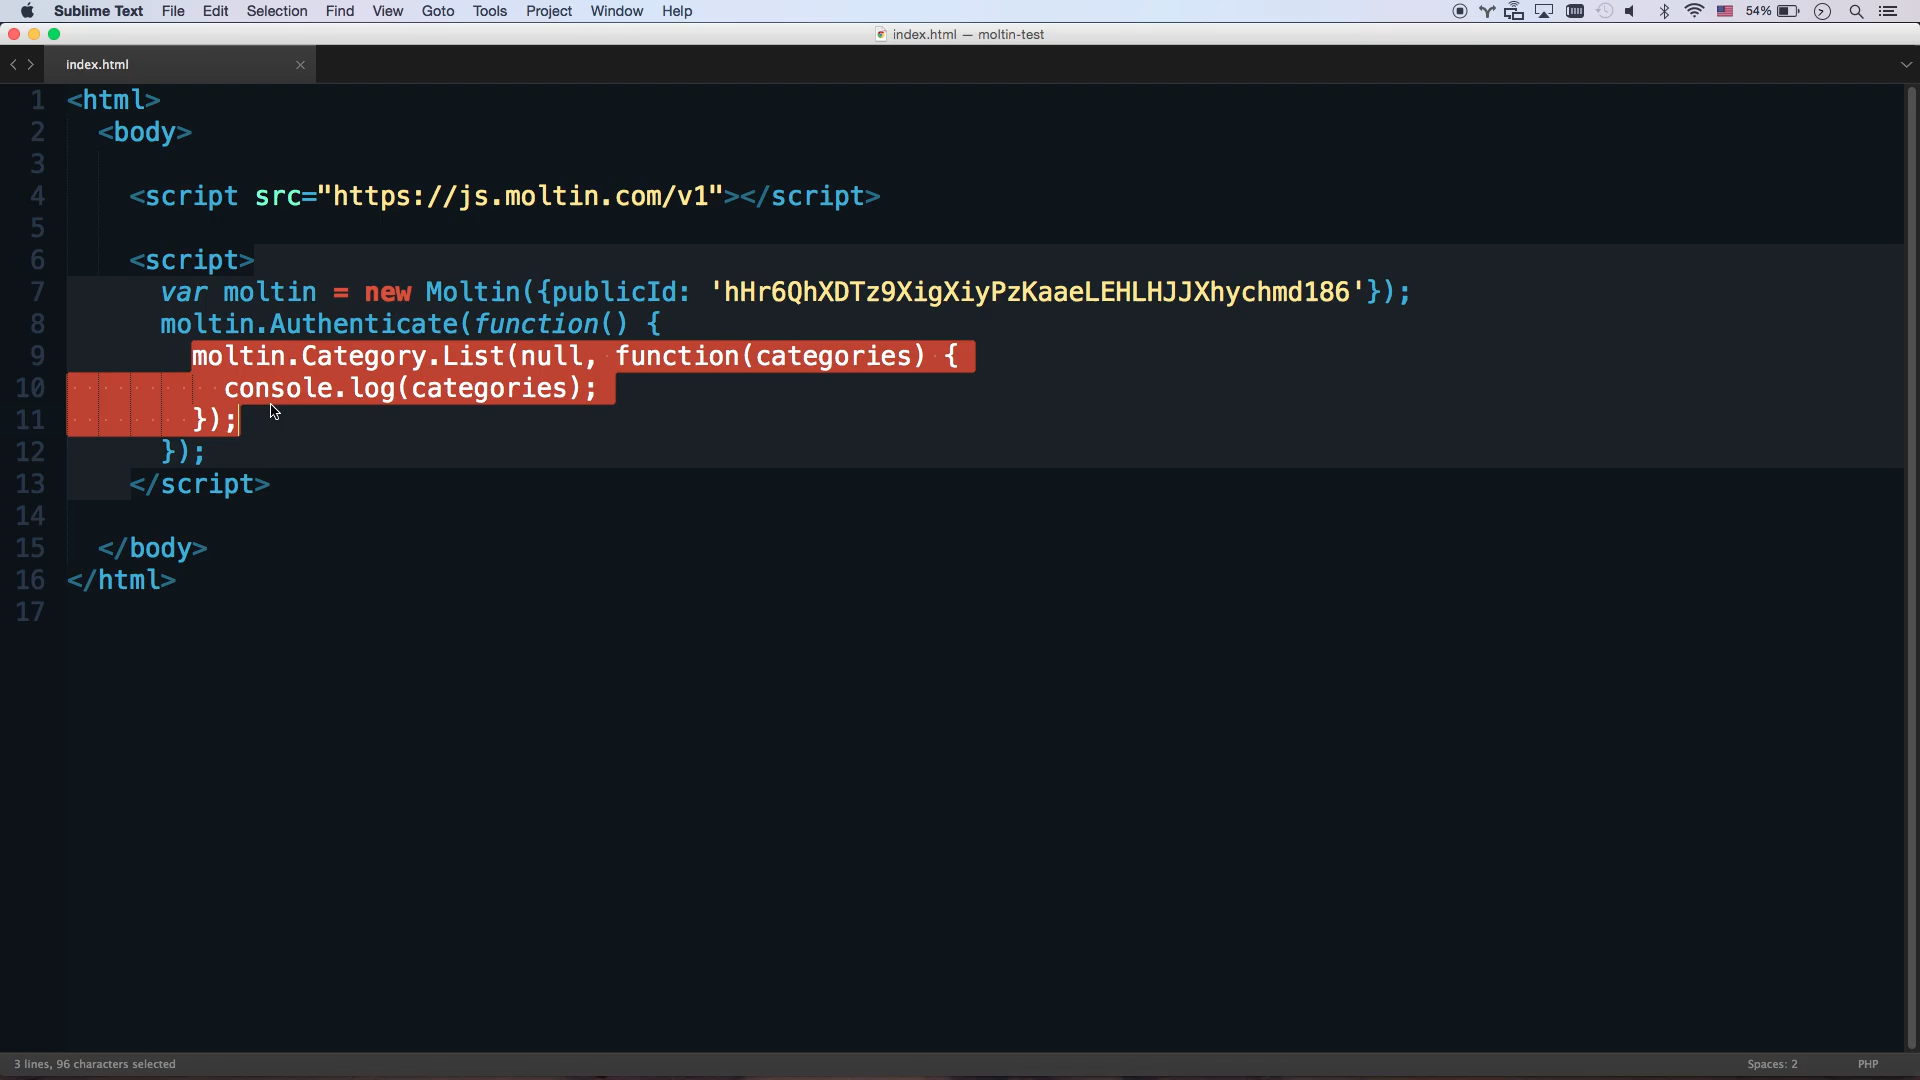 Sublime Text File Edit Selection Find View Goto Tools Project Window Help 54%
index.html — moltin-test
index.html
1 <html>
2 <body>
3
4 <script src="https://js.moltin.com/v1"></script>
5
6 <script>
7 var moltin = new Moltin({publicId: 'hHr6QhXDTz9XigXiyPzKaaeLEHLHJJXhychmd186'});
8 moltin.Authenticate(function() {
9 moltin.Category.List(null, function(categories) {
10 console.log(categories);
11 });
12 });
13 </script>
14
15 </body>
16 </html>
17
3 lines, 96 characters selected Spaces: 2 PHP